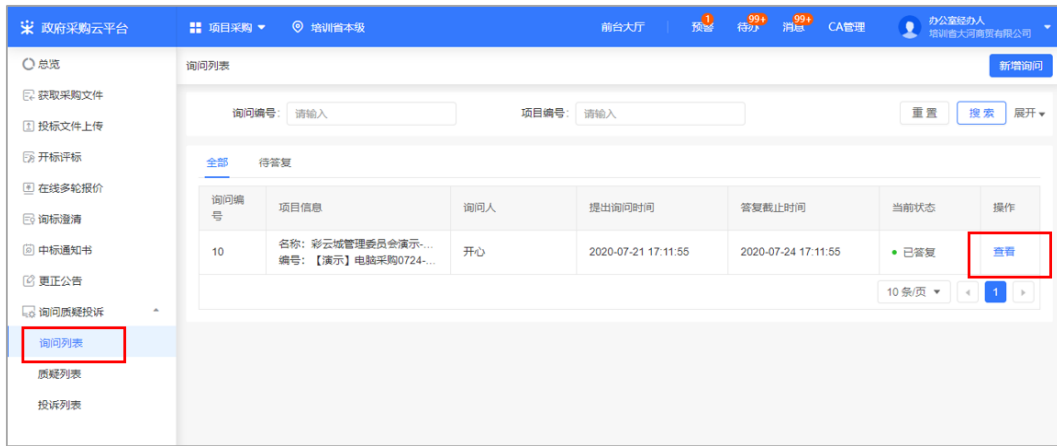 政府采购云平台 项目采购 培训省本级 前台大厅 预警 1 待办 99+ 消息 99+ CA管理 办公室经办人
培训省大河商贸有限公司
总览
获取采购文件
投标文件上传
开标评标
在线多轮报价
询标澄清
中标通知书
更正公告
询问质疑投诉
询问列表
质疑列表
投诉列表
询问列表 新增询问
询问编号： 请输入 项目编号： 请输入 重置 搜索 展开
全部 待答复
询问编号 项目信息 询问人 提出询问时间 答复截止时间 当前状态 操作
10 名称：彩云城管理委员会演示-... 开心 2020-07-21 17:11:55 2020-07-24 17:11:55 已答复 查看
编号：【演示】电脑采购0724-...
10 条/页 1